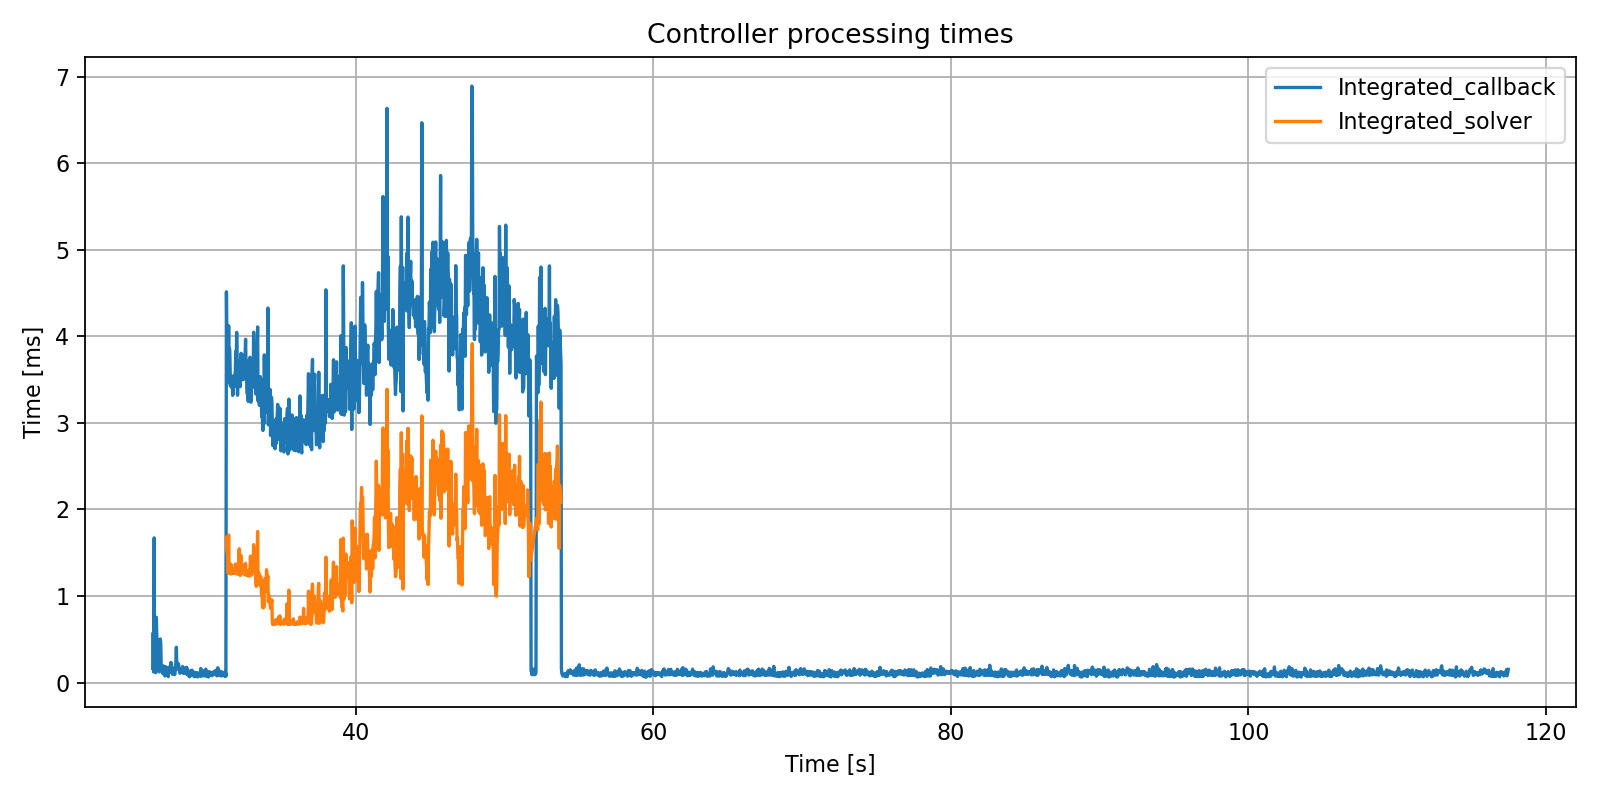 Controller processing times
Integrated_callback
Integrated_solver
Time [ms]
7
6
5
4
3
2
1
0
40
60
80
100
120
Time [s]